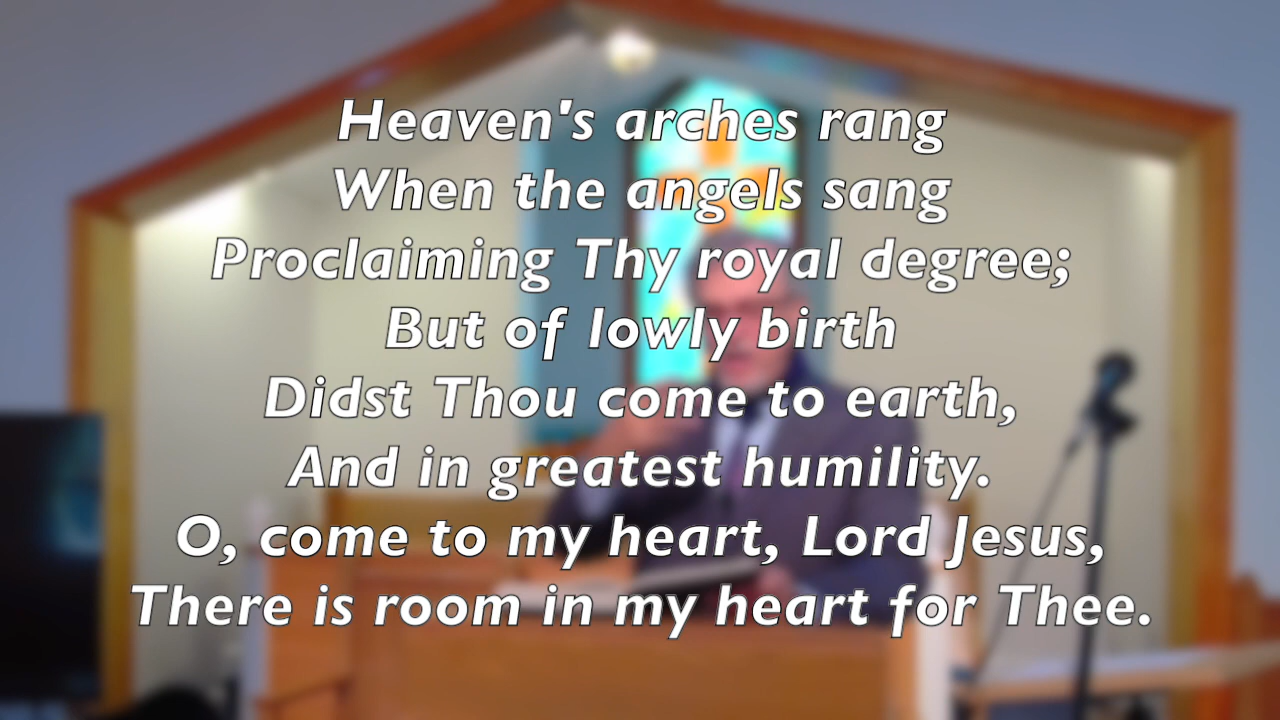 Heaven's arches rang
When the angels sang
Proclaiming Thy royal degree;
But of lowly birth
Didst Thou come to earth,
And in greatest humility.
O, come to my heart, Lord Jesus,
There is room in my heart for Thee.